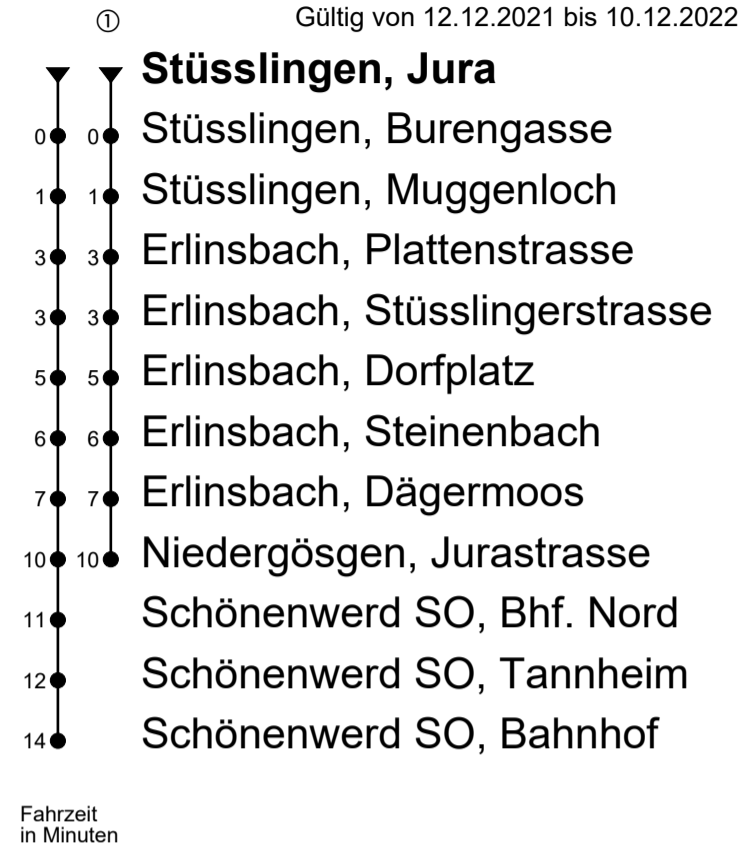 ① Gültig von 12.12.2021 bis 10.12.2022
Stüsslingen, Jura
0 0 Stüsslingen, Burengasse
1 1 Stüsslingen, Muggenloch
3 3 Erlinsbach, Plattenstrasse
3 3 Erlinsbach, Stüsslingerstrasse
5 5 Erlinsbach, Dorfplatz
6 6 Erlinsbach, Steinenbach
7 7 Erlinsbach, Dägermoos
10 10 Niedergösgen, Jurastrasse
11 Schönenwerd SO, Bhf. Nord
12 Schönenwerd SO, Tannheim
14 Schönenwerd SO, Bahnhof
Fahrzeit
in Minuten